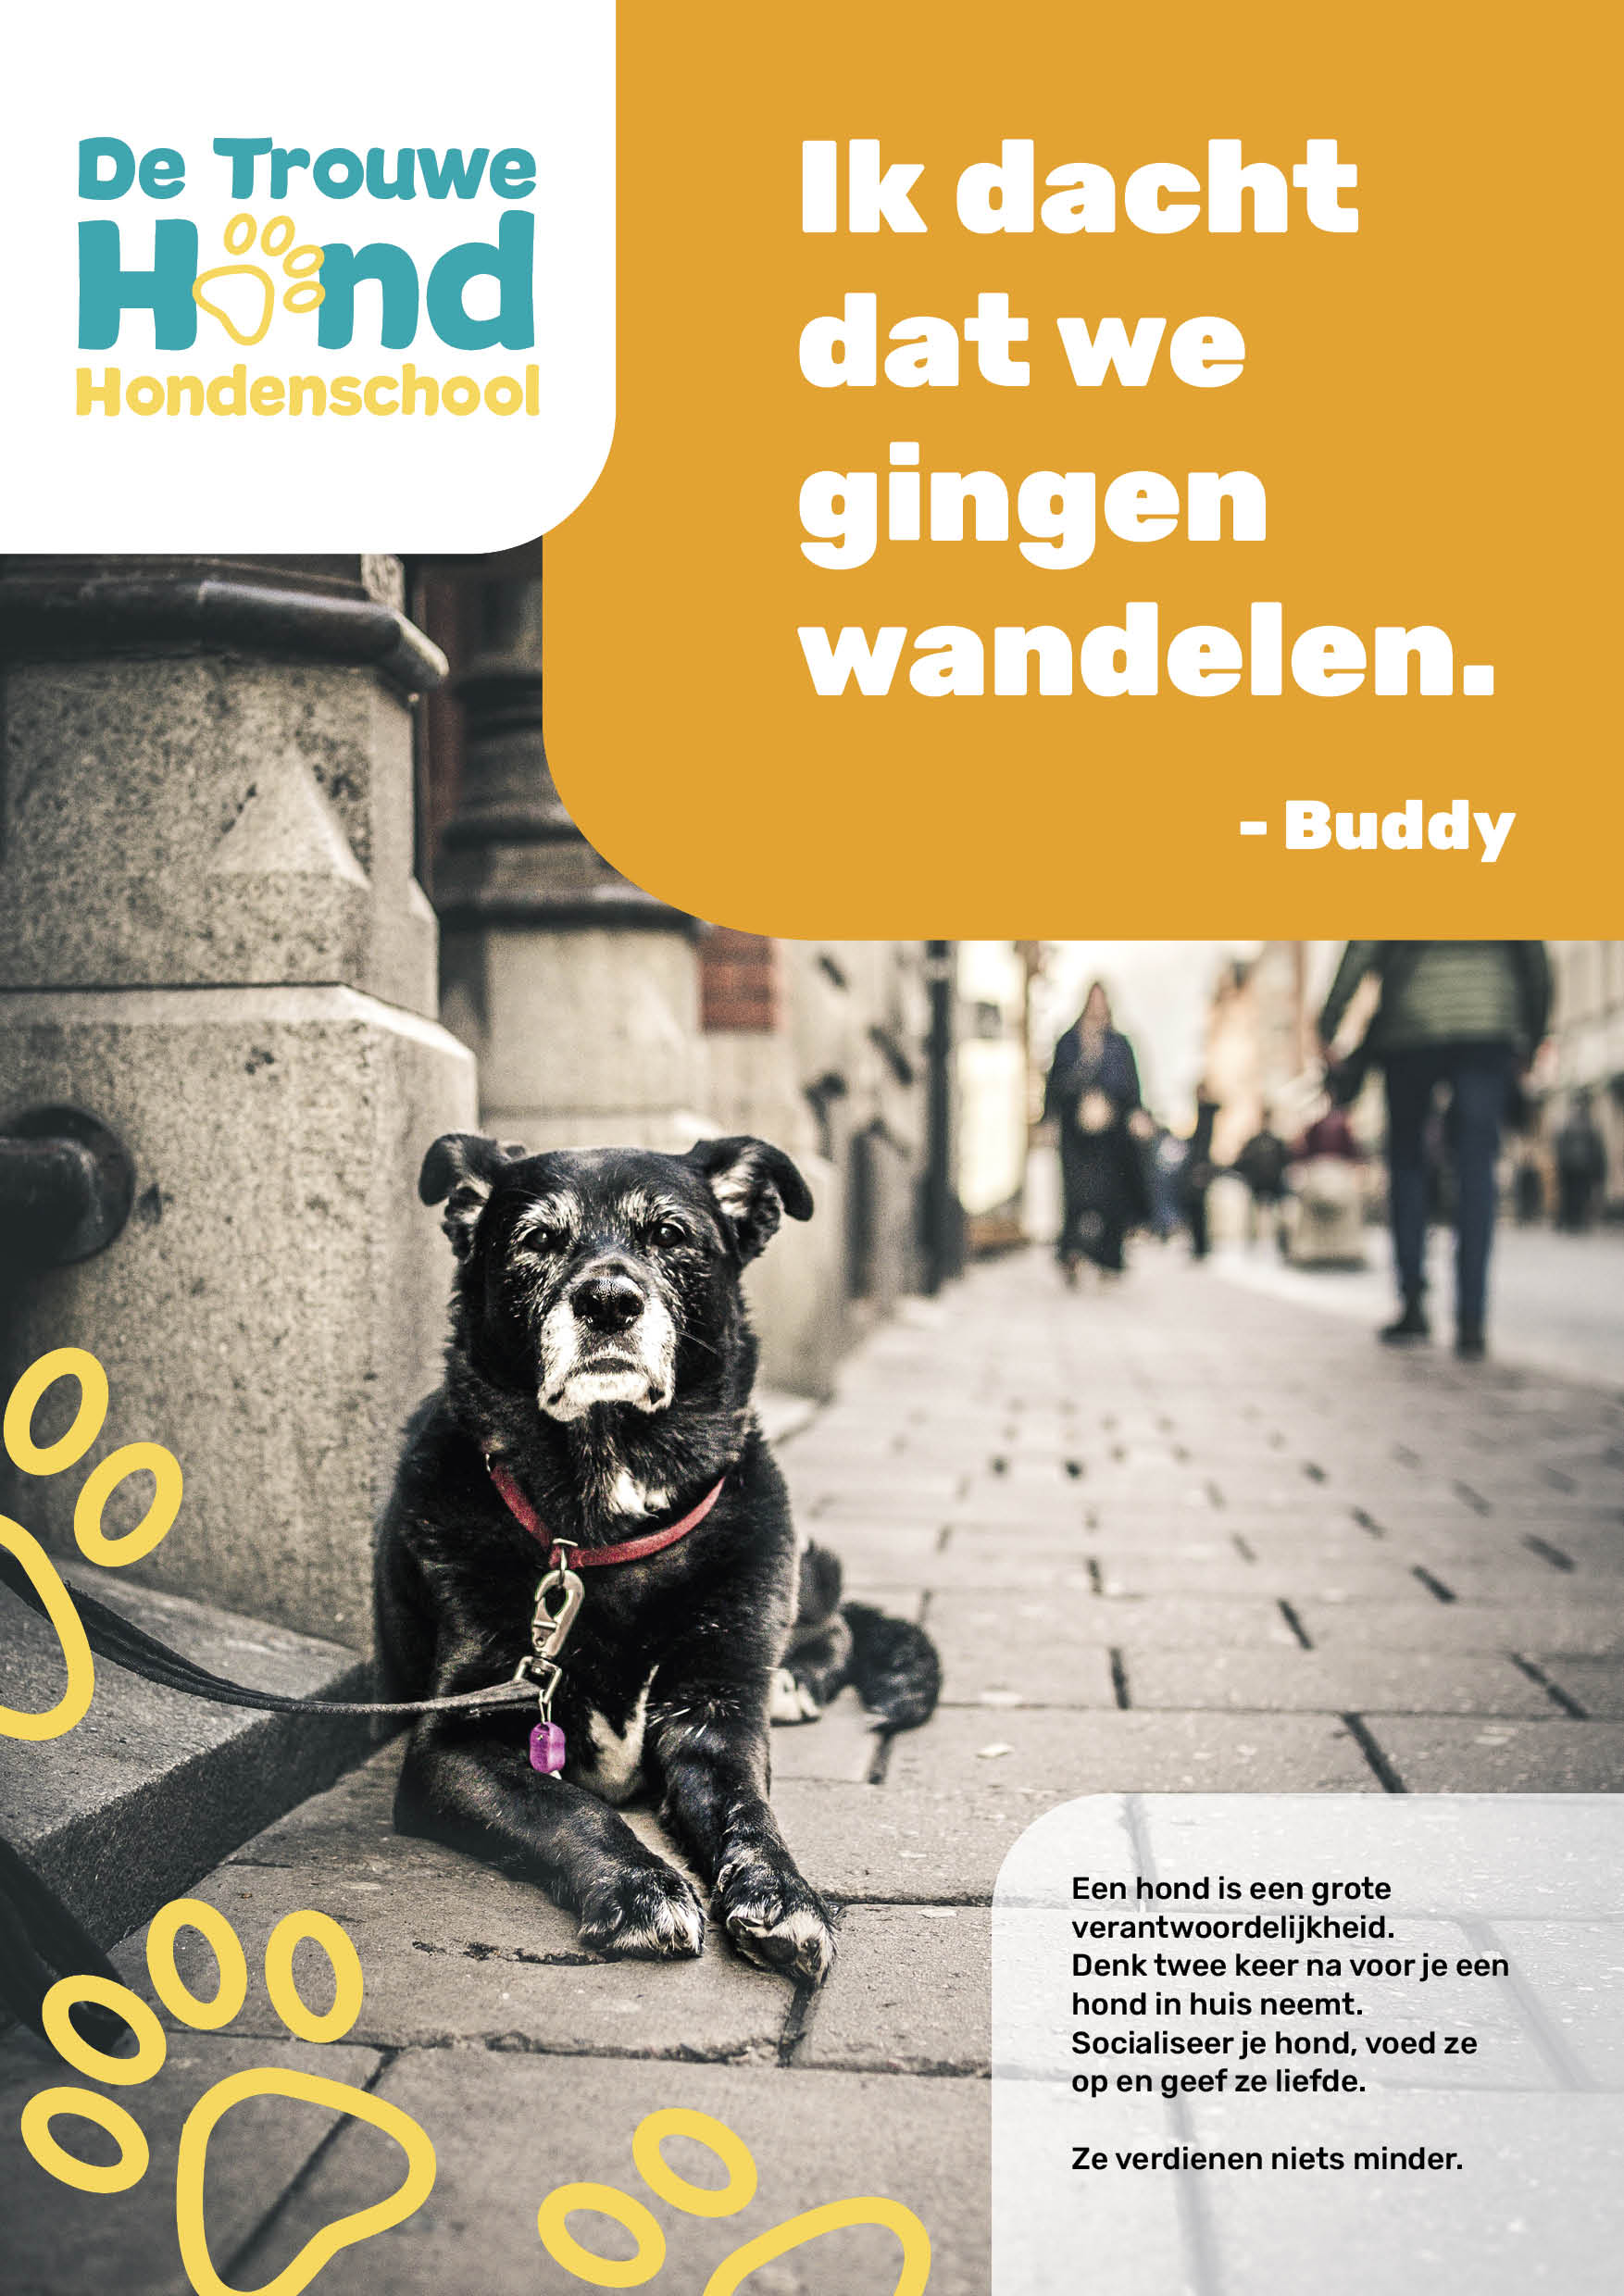 De Trouwe
Hond
Hondenschool
Ik dacht
dat we
gingen
wandelen.
- Buddy
Een hond is een grote
verantwoordelijkheid.
Denk twee keer na voor je een
hond in huis neemt.
Socialiseer je hond, voed ze
op en geef ze liefde.
Ze verdienen niets minder.